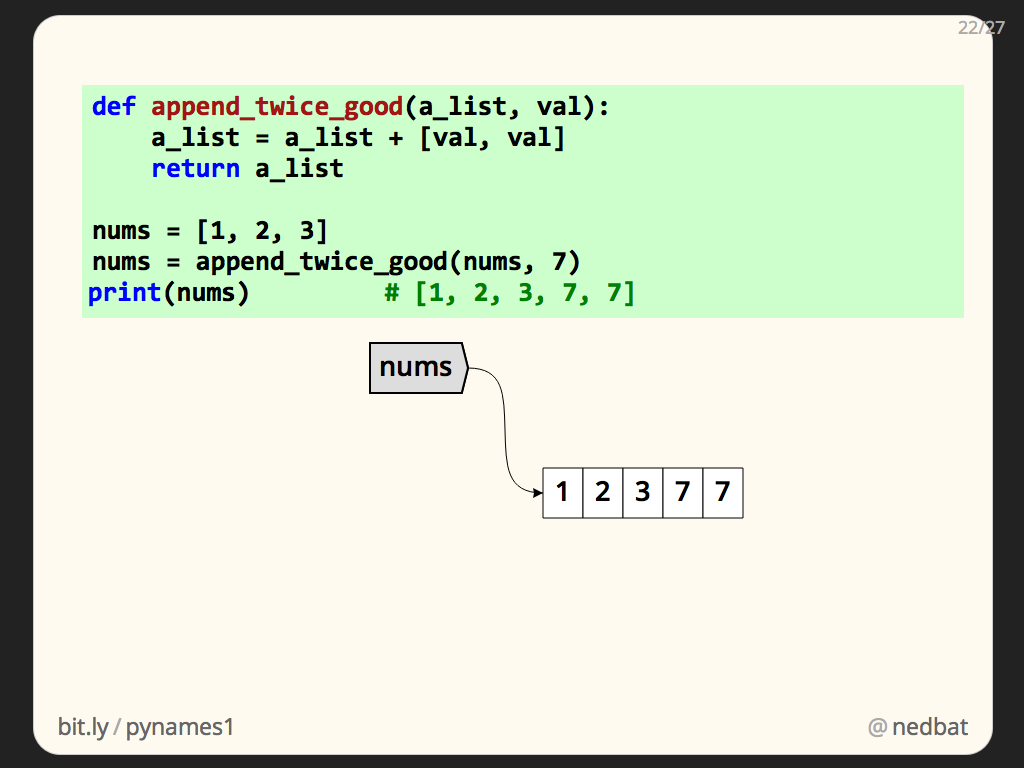 22/27
def append_twice_good(a_list, val):
    a_list = a_list + [val, val]
    return a_list
nums = [1, 2, 3]
nums = append_twice_good(nums, 7)
print(nums)         # [1, 2, 3, 7, 7]
nums
1 2 3 7 7
bit.ly/pynames1
@nedbat